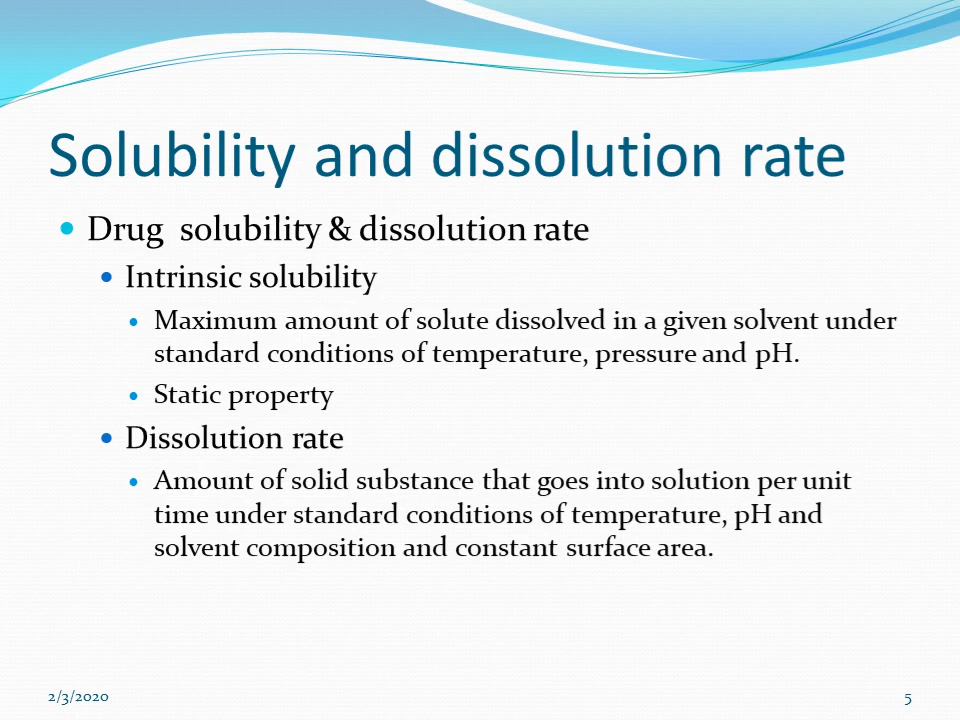 Solubility and dissolution rate
Drug solubility & dissolution rate
Intrinsic solubility
Maximum amount of solute dissolved in a given solvent under
standard conditions of temperature, pressure and pH.
Static property
Dissolution rate
Amount of solid substance that goes into solution per unit
time under standard conditions of temperature, pH and
solvent composition and constant surface area.
2/3/2020
5